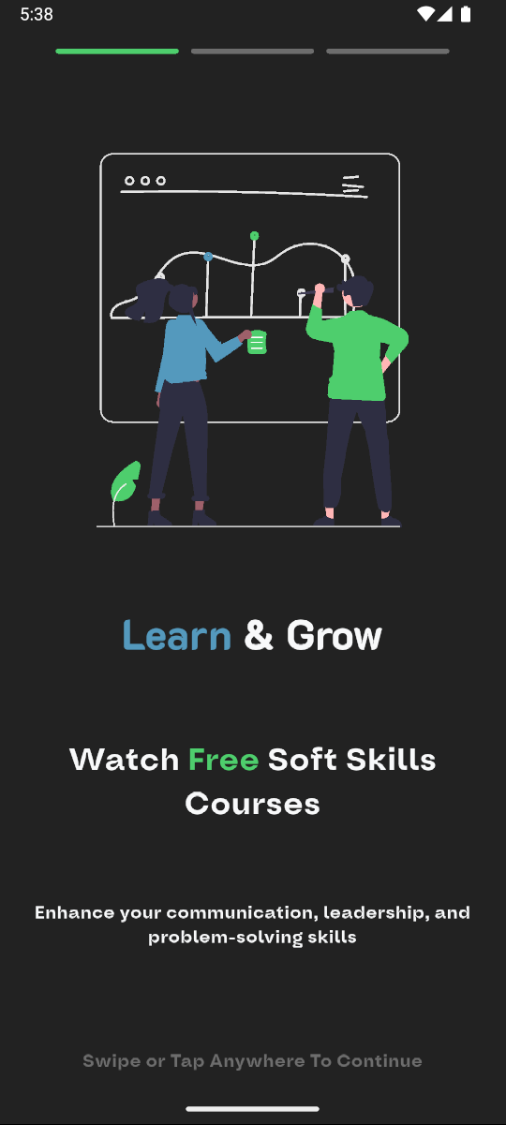 5:38
Learn & Grow
Watch Free Soft Skills
Courses
Enhance your communication, leadership, and
problem-solving skills
Swipe or Tap Anywhere To Continue